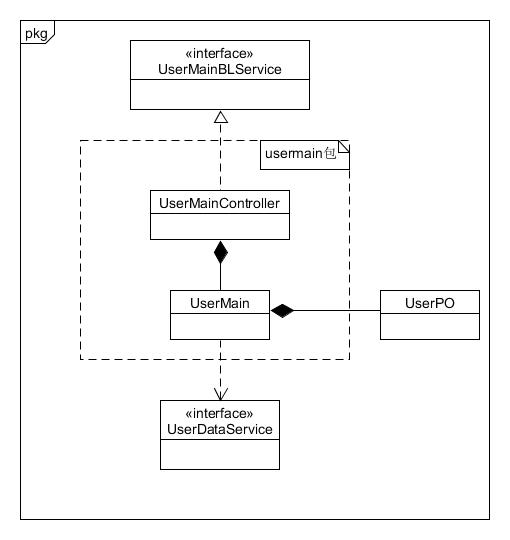 pkg
«interface»
UserMainBLService
usermain包
UserMainController
UserMain
UserPO
«interface»
UserDataService